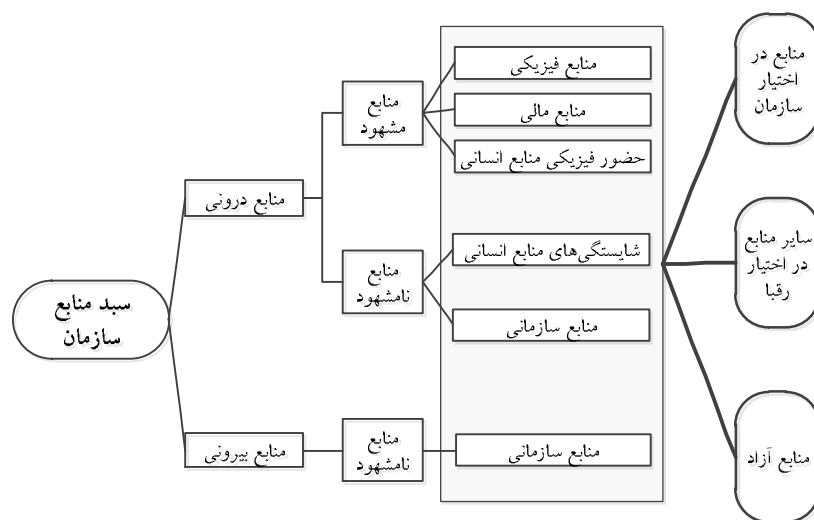 سبد منابع
سازمان
منابع درونی
منابع بیرونی
منابع
مشهود
منابع
نامشهود
منابع
نامشهود
منابع فیزیکی
منابع مالی
حضور فیزیکی منابع انسانی
شایستگی‌های منابع انسانی
منابع سازمانی
منابع سازمانی
منابع در
اختیار
سازمان
سایر منابع
در اختیار
رقبا
منابع آزاد